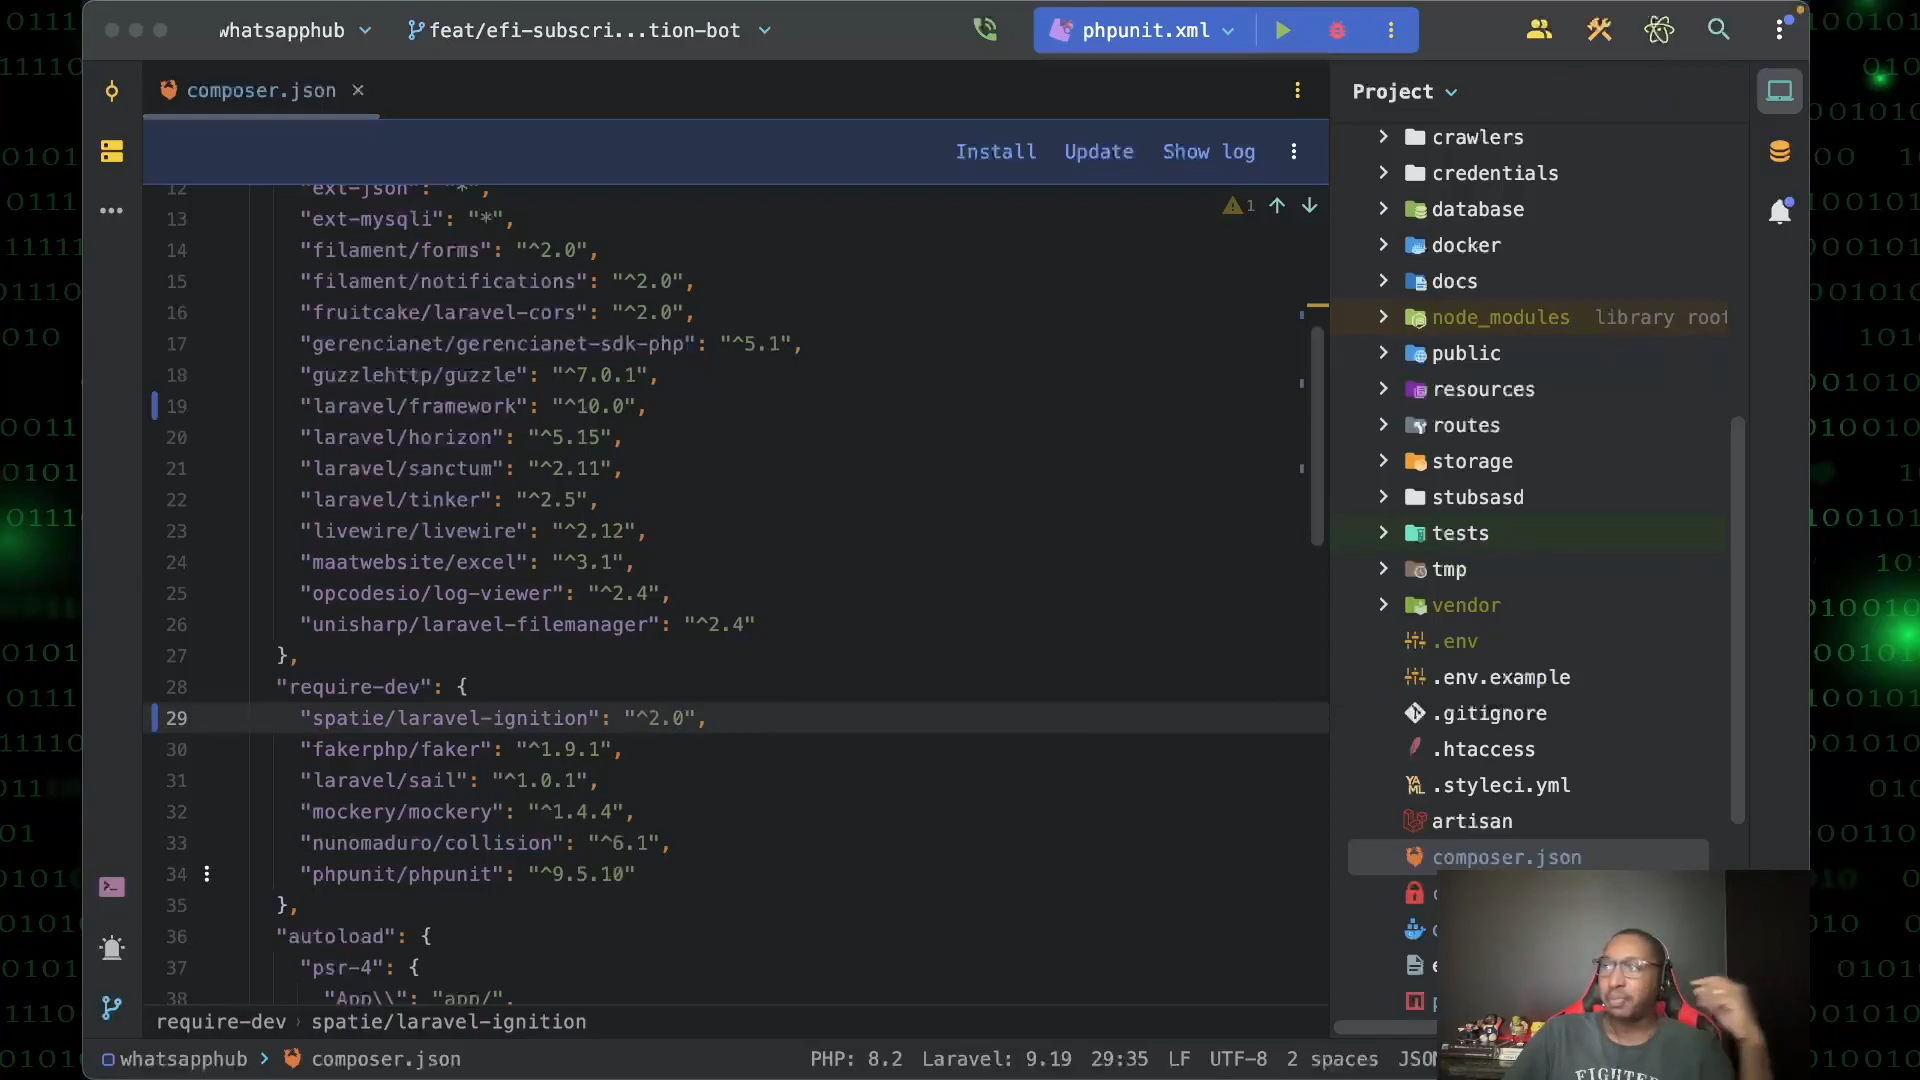 whatsapphub
feat/efi-subscri...tion-bot
phpunit.xml
composer.json
Install Update Show log
12 "ext-json": "*",
13 "ext-mysqli": "*",
14 "filament/forms": "^2.0",
15 "filament/notifications": "^2.0",
16 "fruitcake/laravel-cors": "^2.0",
17 "gerencianet/gerencianet-sdk-php": "^5.1",
18 "guzzlehttp/guzzle": "^7.0.1",
19 "laravel/framework": "^10.0",
20 "laravel/horizon": "^5.15",
21 "laravel/sanctum": "^2.11",
22 "laravel/tinker": "^2.5",
23 "livewire/livewire": "^2.12",
24 "maatwebsite/excel": "^3.1",
25 "opcodesio/log-viewer": "^2.4",
26 "unisharp/laravel-filemanager": "^2.4"
27 },
28 "require-dev": {
29 "spatie/laravel-ignition": "^2.0",
30 "fakerphp/faker": "^1.9.1",
31 "laravel/sail": "^1.0.1",
32 "mockery/mockery": "^1.4.4",
33 "nunomaduro/collision": "^6.1",
34 "phpunit/phpunit": "^9.5.10"
35 },
36 "autoload": {
37 "psr-4": {
38 "App\\": "app/",
1
require-dev › spatie/laravel-ignition
Project
crawlers
credentials
database
docker
docs
node_modules library root
public
resources
routes
storage
stubsasd
tests
tmp
vendor
.env
.env.example
.gitignore
.htaccess
.styleci.yml
artisan
composer.json
whatsapphub > composer.json
PHP: 8.2 Laravel: 9.19 29:35 LF UTF-8 2 spaces JSON
FIGHTER